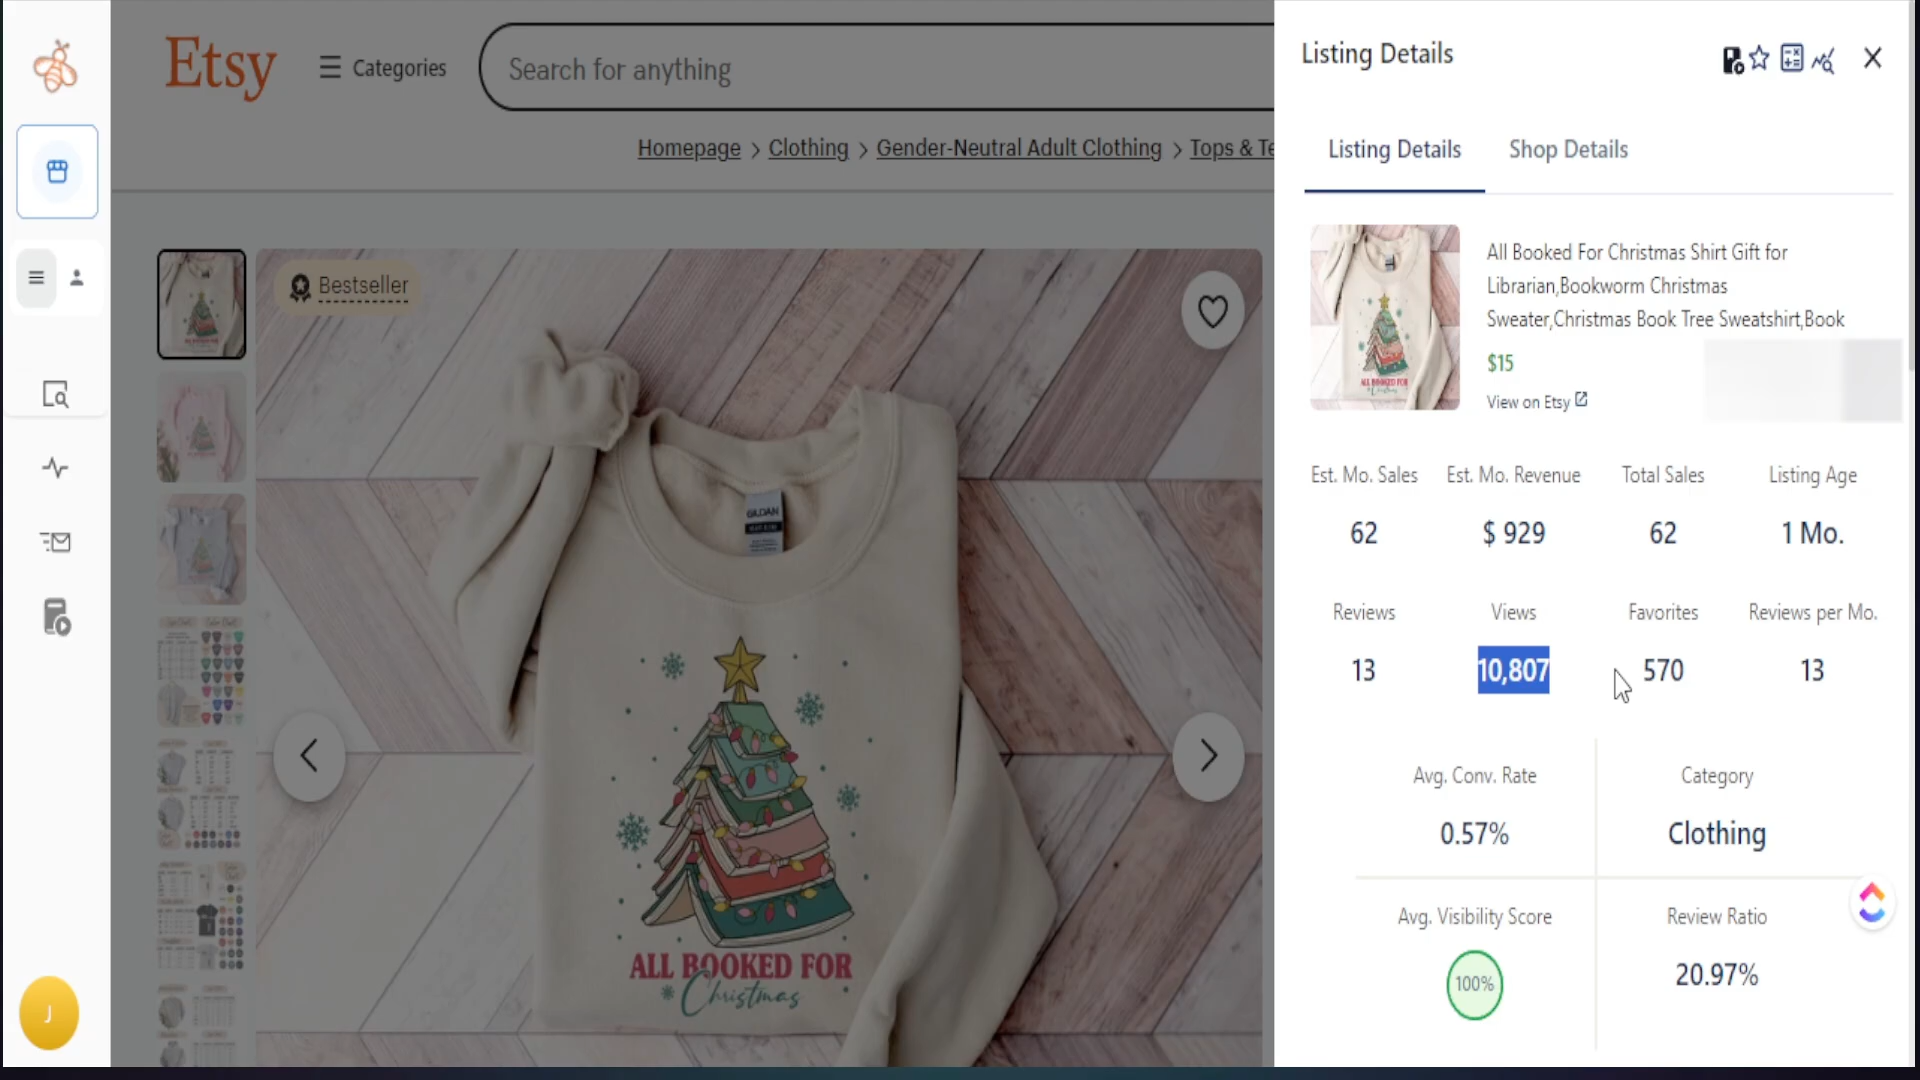 Etsy
Categories
Search for anything
Homepage > Clothing > Gender-Neutral Adult Clothing > Tops & Te
Bestseller
GILDAN
ALL BOOKED FOR
Christmas
J
Listing Details
Listing Details
Shop Details
All Booked For Christmas Shirt Gift for
Librarian,Bookworm Christmas
Sweater,Christmas Book Tree Sweatshirt,Book
$15
View on Etsy
ALL BOOKED FOR
Christmas
Est. Mo. Sales
Est. Mo. Revenue
Total Sales
Listing Age
62
$ 929
62
1 Mo.
Reviews
Views
Favorites
Reviews per Mo.
13
10,807
570
13
Avg. Conv. Rate
Category
0.57%
Clothing
Avg. Visibility Score
Review Ratio
100%
20.97%